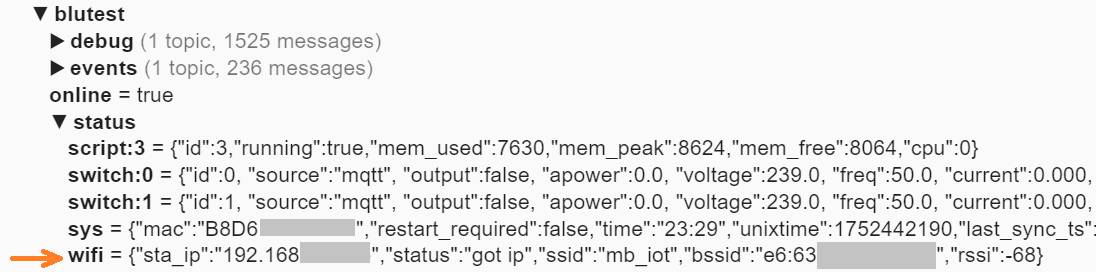 ▼ blutest
▶ debug (1 topic, 1525 messages)
▶ events (1 topic, 236 messages)
online = true
▼ status
script:3 = {"id":3,"running":true,"mem_used":7630,"mem_peak":8624,"mem_free":8064,"cpu":0}
switch:0 = {"id":0, "source":"mqtt", "output":false, "apower":0.0, "voltage":239.0, "freq":50.0, "current":0.000,
switch:1 = {"id":1, "source":"mqtt", "output":false, "apower":0.0, "voltage":239.0, "freq":50.0, "current":0.000,
sys = {"mac":"B8D6 ","restart_required":false,"time":"23:29","unixtime":1752442190,"last_sync_ts":
wifi = {"sta_ip":"192.168 ","status":"got ip","ssid":"mb_iot","bssid":"e6:63 ","rssi":-68}